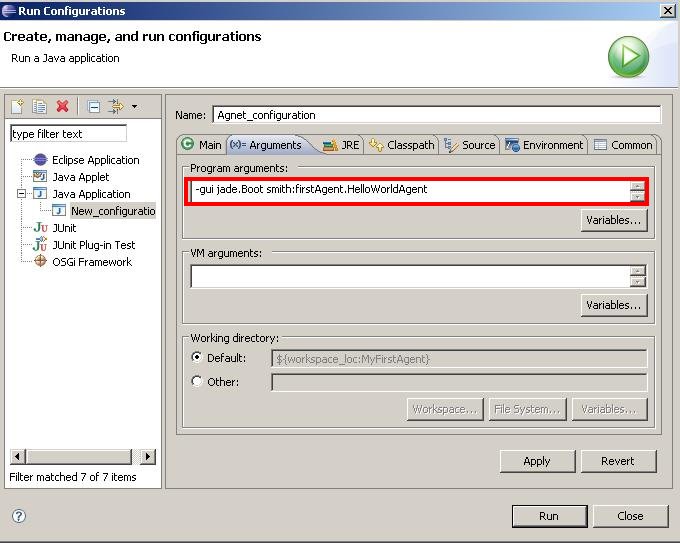 Run Configurations
Create, manage, and run configurations
Run a Java application
type filter text
Eclipse Application
Java Applet
Java Application
New_configuratio
JUnit
JUnit Plug-in Test
OSGi Framework
Filter matched 7 of 7 items
Name: Agnet_configuration
Main (x)= Arguments JRE Classpath Source Environment Common
Program arguments:
-gui jade.Boot smith:firstAgent.HelloWorldAgent
Variables...
VM arguments:
Variables...
Working directory:
Default: ${workspace_loc:MyFirstAgent}
Other:
Workspace... File System... Variables...
Apply Revert
Run Close